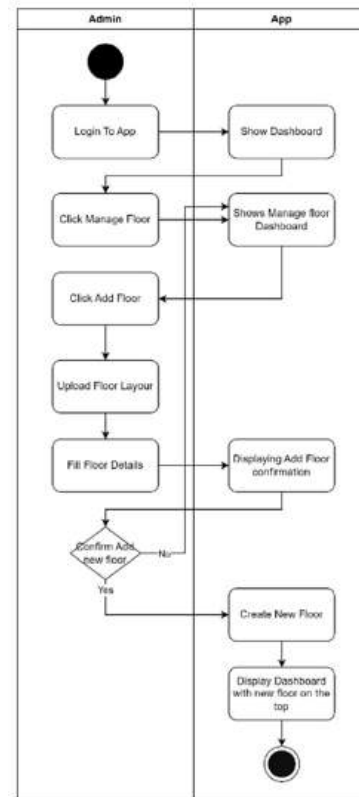 Admin
App
Login To App
Show Dashboard
Click Manage Floor
Shows Manage floor
Dashboard
Click Add Floor
Upload Floor Layour
Fill Floor Details
Displaying Add Floor
confirmation
Confirm Add
new floor
No
Yes
Create New Floor
Display Dashboard
with new floor on the
top